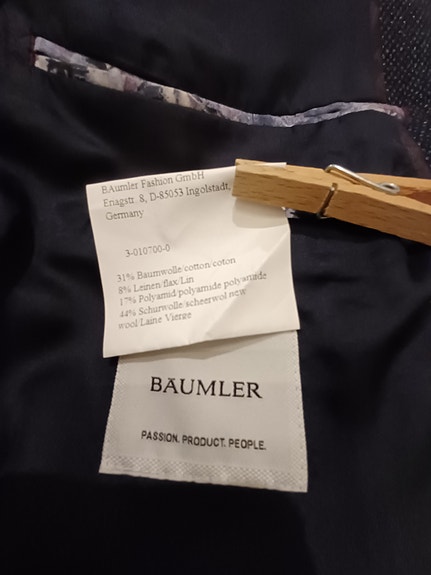 BÄumler Fashion GmbH
Enagstr. 8, D-85053 Ingolstadt,
Germany
3-010700-0
31% Baumwolle/cotton/coton
8% Leinen/flax/Lin
17% Polyamid/polyamide polyamide
44% Schurwolle/scheerwol new
wool Laine Vierge
BÄUMLER
PASSION. PRODUCT. PEOPLE.